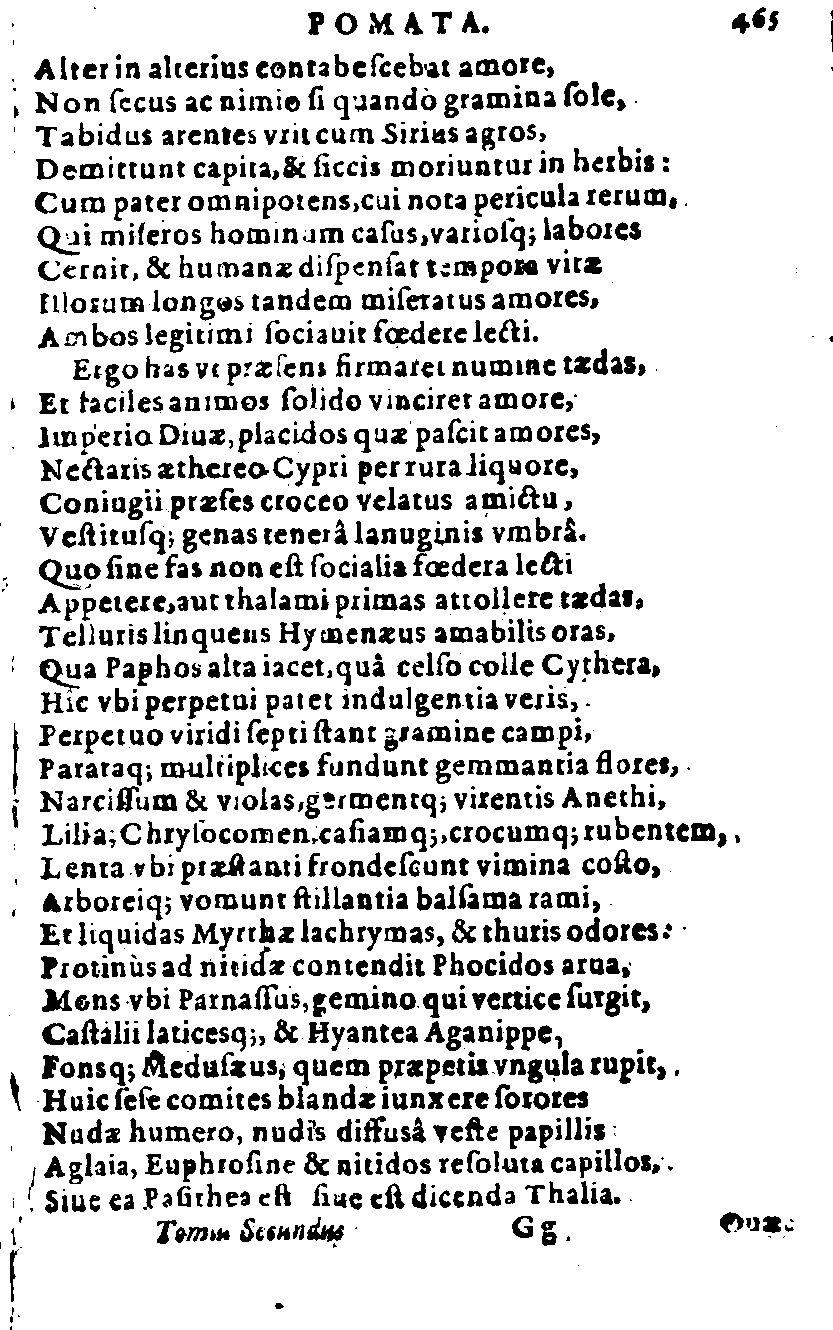 POMATA. 465
Alter in alterius contabeſcebat amore,
Non ſecus ac nimio ſi quandò gramina ſole,
Tabidus arentes vrit cum Sirius agros,
Demittunt capita, & ſiccis moriuntur in herbis:
Cum pater omnipotens, cui nota pericula rerum,
Qui miſeros hominum caſus, varioſq; labores
Cernit, & humanæ diſpenſat tempora vitæ
Illorum longos tandem miſeratus amores,
Ambos legitimi ſociauit fœdere lecti.
Ergo has vt præſens firmaret numine tædas,
Et faciles animos ſolido vinciret amore,
Imperio Diuæ, placidos quæ paſcit amores,
Nectaris æthereo Cypri per rura liquore,
Coniugii præſes croceo velatus amictu,
Veſtituſq; genas tenerâ lanuginis vmbrâ.
Quo ſine fas non eſt ſocialia fœdera lecti
Appetere, aut thalami primas attollere tædas,
Telluris linquens Hymenæus amabilis oras,
Qua Paphos alta iacet, quâ celſo colle Cythera,
Hic vbi perpetui patet indulgentia veris,
Perpetuo viridi ſepti ſtant gramine campi,
Pararaq; multiplices fundunt gemmantia flores,
Narciſſum & violas, germentq; virentis Anethi,
Lilia, Chryſocomen, caſiamq;, crocumq; rubentem,
Lenta vbi præſtanti frondeſcunt vimina coſto,
Arboreiq; vomunt ſtillantia balſama rami,
Et liquidas Myrrhæ lachrymas, & thuris odores:
Protinùs ad nitidæ contendit Phocidos arua,
Mons vbi Parnaſſus, gemino qui vertice ſurgit,
Caſtalii laticesq;, & Hyantea Aganippe,
Fonsq; Meduſæus, quem præpetis vngula rupit,
Huic ſeſe comites blandæ iunxere ſorores
Nudæ humero, nudis diffusâ veſte papillis
Aglaia, Euphroſine & nitidos reſoluta capillos,
Siue ea Paſithea eſt ſiue eſt dicenda Thalia.
Tomus Secundus Gg. Quæ